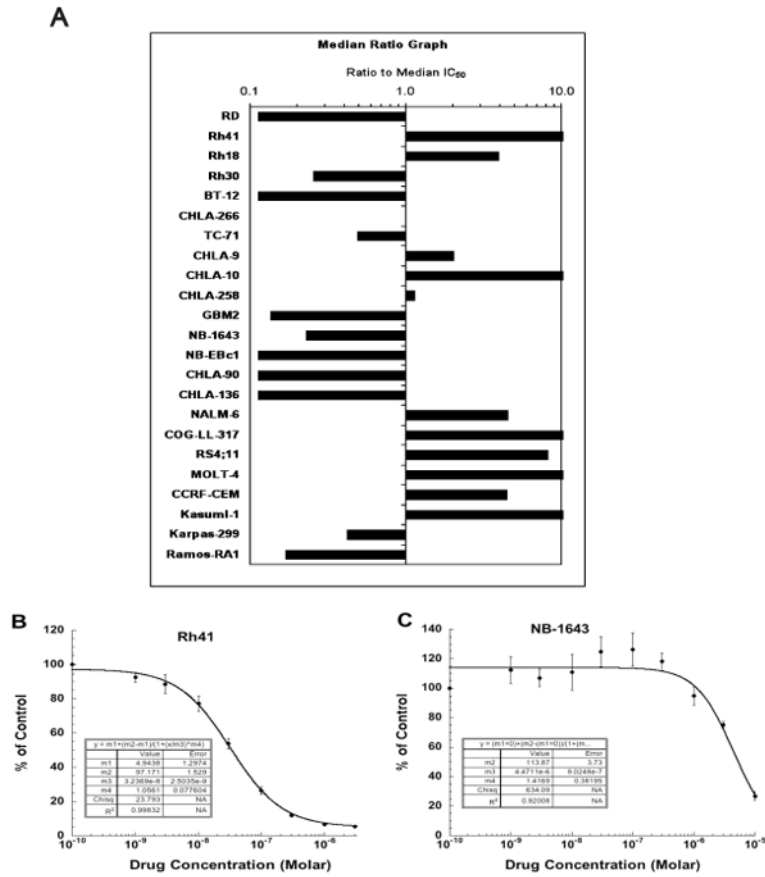 A
Median Ratio Graph
Ratio to Median IC50
0.1 1.0 10.0
RD
Rh41
Rh18
Rh30
BT-12
CHLA-266
TC-71
CHLA-9
CHLA-10
CHLA-258
GBM2
NB-1643
NB-EBc1
CHLA-90
CHLA-136
NALM-6
COG-LL-317
RS4;11
MOLT-4
CCRF-CEM
Kasumi-1
Karpas-299
Ramos-RA1
B
Rh41
% of Control
120
100
80
60
40
20
0
y = m1+(m2-m1)/(1+(x/m3)^m4)
Value Error
m1 4.9438 1.2974
m2 97.171 1.529
m3 3.2369e-8 2.5035e-9
m4 1.0561 0.077604
Chisq 23.793 NA
R² 0.99832 NA
10⁻¹⁰ 10⁻⁹ 10⁻⁸ 10⁻⁷ 10⁻⁶
Drug Concentration (Molar)
C
NB-1643
% of Control
140
120
100
80
60
40
20
0
y = (m1+0)+(m2-(m1+0))/(1+(m...
Value Error
m2 113.87 3.73
m3 4.4711e-6 9.0248e-7
m4 1.4169 0.38195
Chisq 634.09 NA
R² 0.92008 NA
10⁻¹⁰ 10⁻⁹ 10⁻⁸ 10⁻⁷ 10⁻⁶ 10⁻⁵
Drug Concentration (Molar)